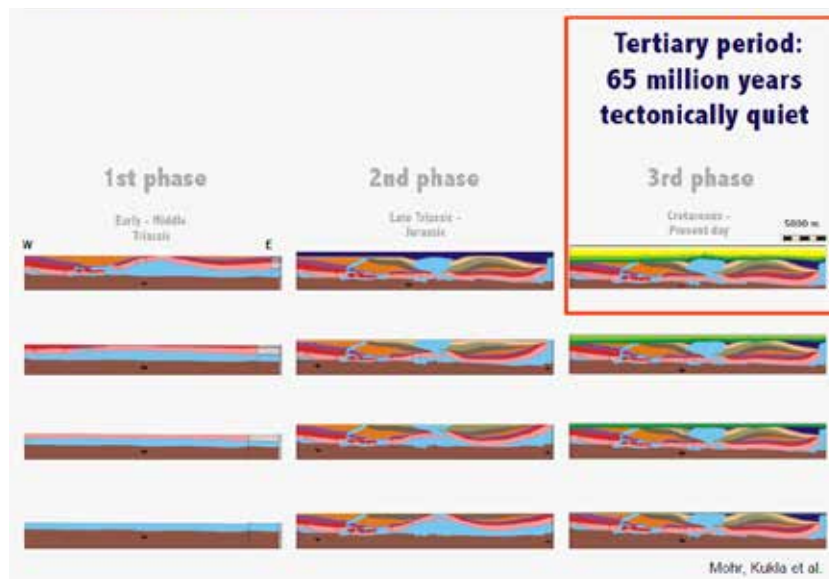 Tertiary period:
65 million years
tectonically quiet
1st phase
2nd phase
3rd phase
Early - Middle
Triassic
Late Triassic -
Jurassic
Cretaceous -
Present day
5000 m
W
E
Mohr, Kukla et al.